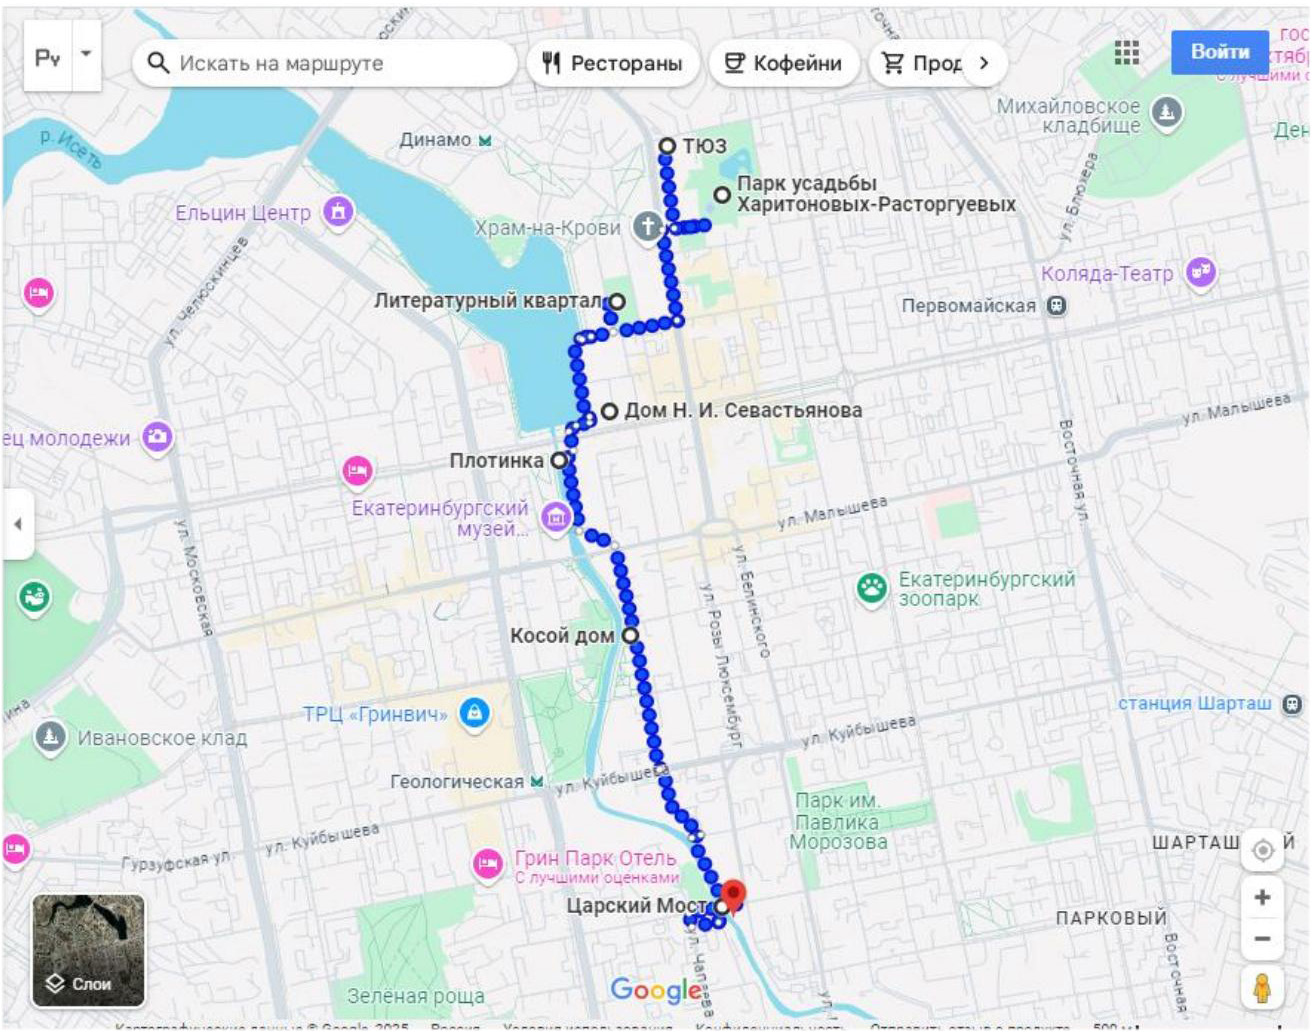 Ру
Искать на маршруте
Рестораны
Кофейни
Прод
Войти
С лучшими о
Михайловское
кладбище
Ден
Динамо
ТЮЗ
р. Исеть
Парк усадьбы
Харитоновых-Расторгуевых
ул. Блюхера
Ельцин Центр
Храм-на-Крови
ул. Челюскинцев
Коляда-Театр
Литературный квартал
Первомайская
Дом Н. И. Севастьянова
ул. Малышева
ец молодежи
Плотинка
Восточная ул.
Екатеринбургский
музей...
ул. Малышева
ул. Московская
ул. Белинского
Екатеринбургский
зоопарк
ул. Розы Люксембург
Косой дом
станция Шарташ
ТРЦ «Гринвич»
ул. Куйбышева
Ивановское клад
Геологическая
ул. Куйбышева
Парк им.
Павлика
Морозова
ул. Куйбышева
Гурзуфская ул.
ШАРТАШ
Й
Грин Парк Отель
С лучшими оценками
Царский Мост
ПАРКОВЫЙ
ул. Чапаева
Восточная
Слои
Зелёная роща
Google
ул.